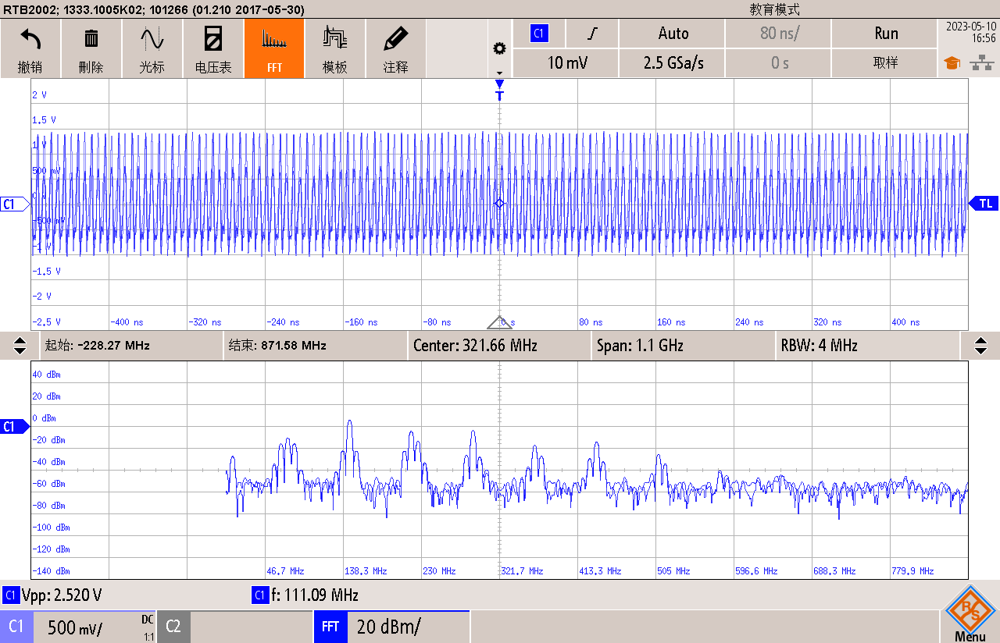 RTB2002; 1333.1005K02; 101266 (01.210 2017-05-30)
教育模式
撤销
刪除
光标
电压表
FFT
模板
注释
C1
Auto
80 ns/
Run
10 mV
2.5 GSa/s
0 s
取样
2023-05-10
16:56
T
2 V
1.5 V
1 V
500 mV
0 V
-500 mV
-1 V
-1.5 V
-2 V
-2.5 V
C1
TL
-400 ns
-320 ns
-240 ns
-160 ns
-80 ns
0 s
80 ns
160 ns
240 ns
320 ns
400 ns
起始: -228.27 MHz
结束: 871.58 MHz
Center: 321.66 MHz
Span: 1.1 GHz
RBW: 4 MHz
40 dBm
20 dBm
0 dBm
C1
-20 dBm
-40 dBm
-60 dBm
-80 dBm
-100 dBm
-120 dBm
-140 dBm
46.7 MHz
138.3 MHz
230 MHz
321.7 MHz
413.3 MHz
505 MHz
596.6 MHz
688.3 MHz
779.9 MHz
C1 Vpp: 2.520 V
C1 f: 111.09 MHz
C1
500 mV/
DC
1:1
C2
FFT
20 dBm/
R S
Menu